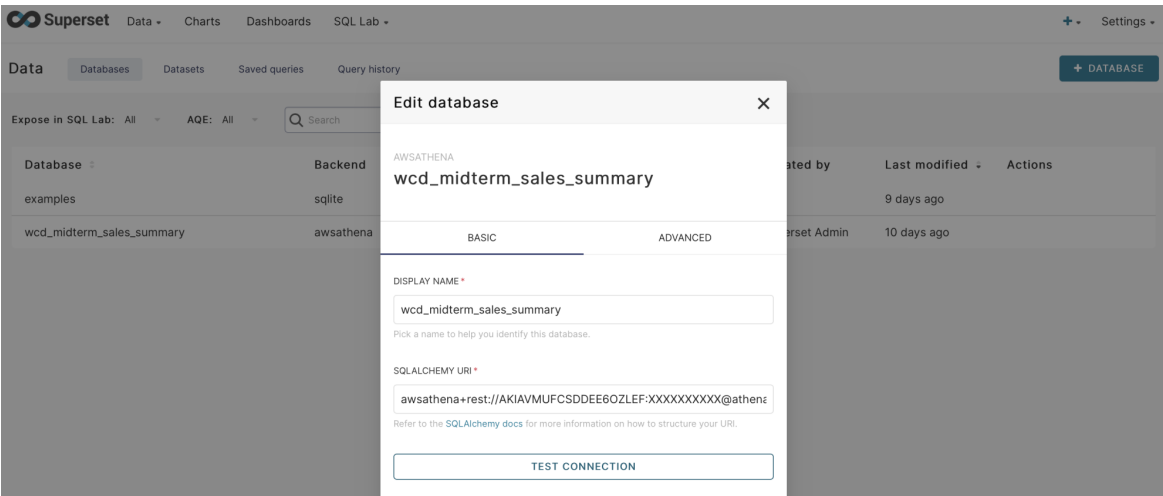 Superset Data Charts Dashboards SQL Lab + Settings
Data Databases Datasets Saved queries Query history + DATABASE
Edit database
Expose in SQL Lab: All AQE: All Search
AWSATHENA
wcd_midterm_sales_summary
Database Backend ated by Last modified Actions
examples sqlite 9 days ago
wcd_midterm_sales_summary awsathena erset Admin 10 days ago
BASIC ADVANCED
DISPLAY NAME *
wcd_midterm_sales_summary
Pick a name to help you identify this database.
SQLALCHEMY URI *
awsathena+rest://AKIAVMUFCSDDEE6OZLEF:XXXXXXXXXX@athena
Refer to the SQLAlchemy docs for more information on how to structure your URI.
TEST CONNECTION